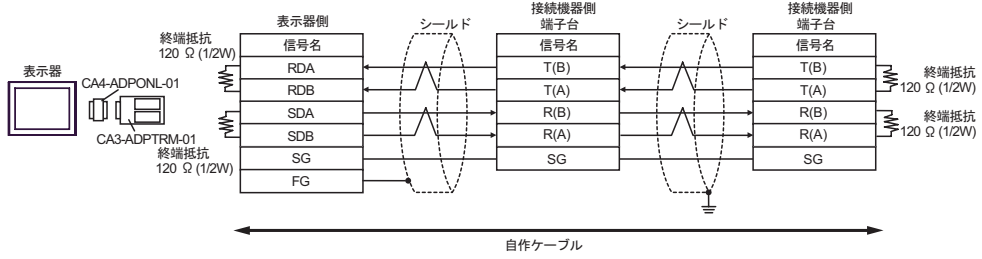 表示器
CA4-ADPONL-01
CA3-ADPTRM-01
終端抵抗
120 Ω (1/2W)
終端抵抗
120 Ω (1/2W)
表示器側
信号名
RDA
RDB
SDA
SDB
SG
FG
シールド
接続機器側
端子台
信号名
T(B)
T(A)
R(B)
R(A)
SG
シールド
接続機器側
端子台
信号名
T(B)
T(A)
R(B)
R(A)
SG
終端抵抗
120 Ω (1/2W)
終端抵抗
120 Ω (1/2W)
自作ケーブル